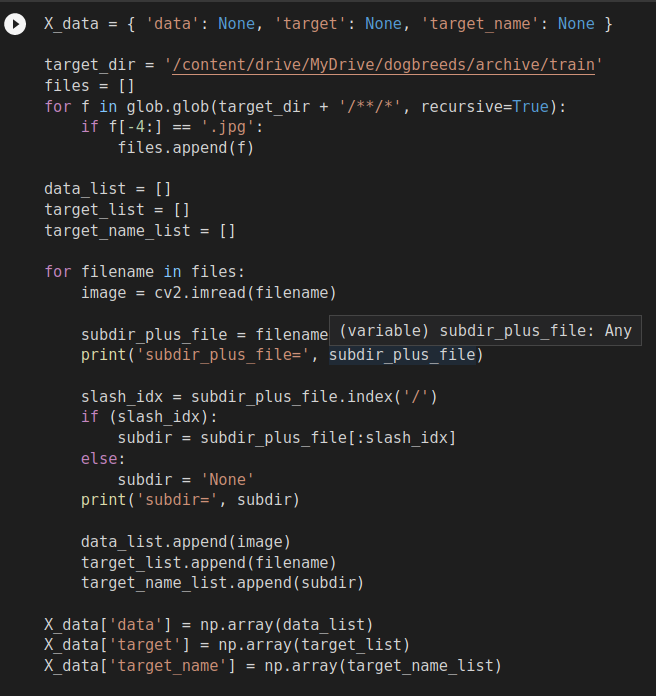 X_data = { 'data': None, 'target': None, 'target_name': None }
target_dir = '/content/drive/MyDrive/dogbreeds/archive/train'
files = []
for f in glob.glob(target_dir + '/**/*', recursive=True):
    if f[-4:] == '.jpg':
        files.append(f)
data_list = []
target_list = []
target_name_list = []
for filename in files:
    image = cv2.imread(filename)
    subdir_plus_file = filename
(variable) subdir_plus_file: Any
    print('subdir_plus_file=', subdir_plus_file)
    slash_idx = subdir_plus_file.index('/')
    if (slash_idx):
        subdir = subdir_plus_file[:slash_idx]
    else:
        subdir = 'None'
    print('subdir=', subdir)
    data_list.append(image)
    target_list.append(filename)
    target_name_list.append(subdir)
X_data['data'] = np.array(data_list)
X_data['target'] = np.array(target_list)
X_data['target_name'] = np.array(target_name_list)